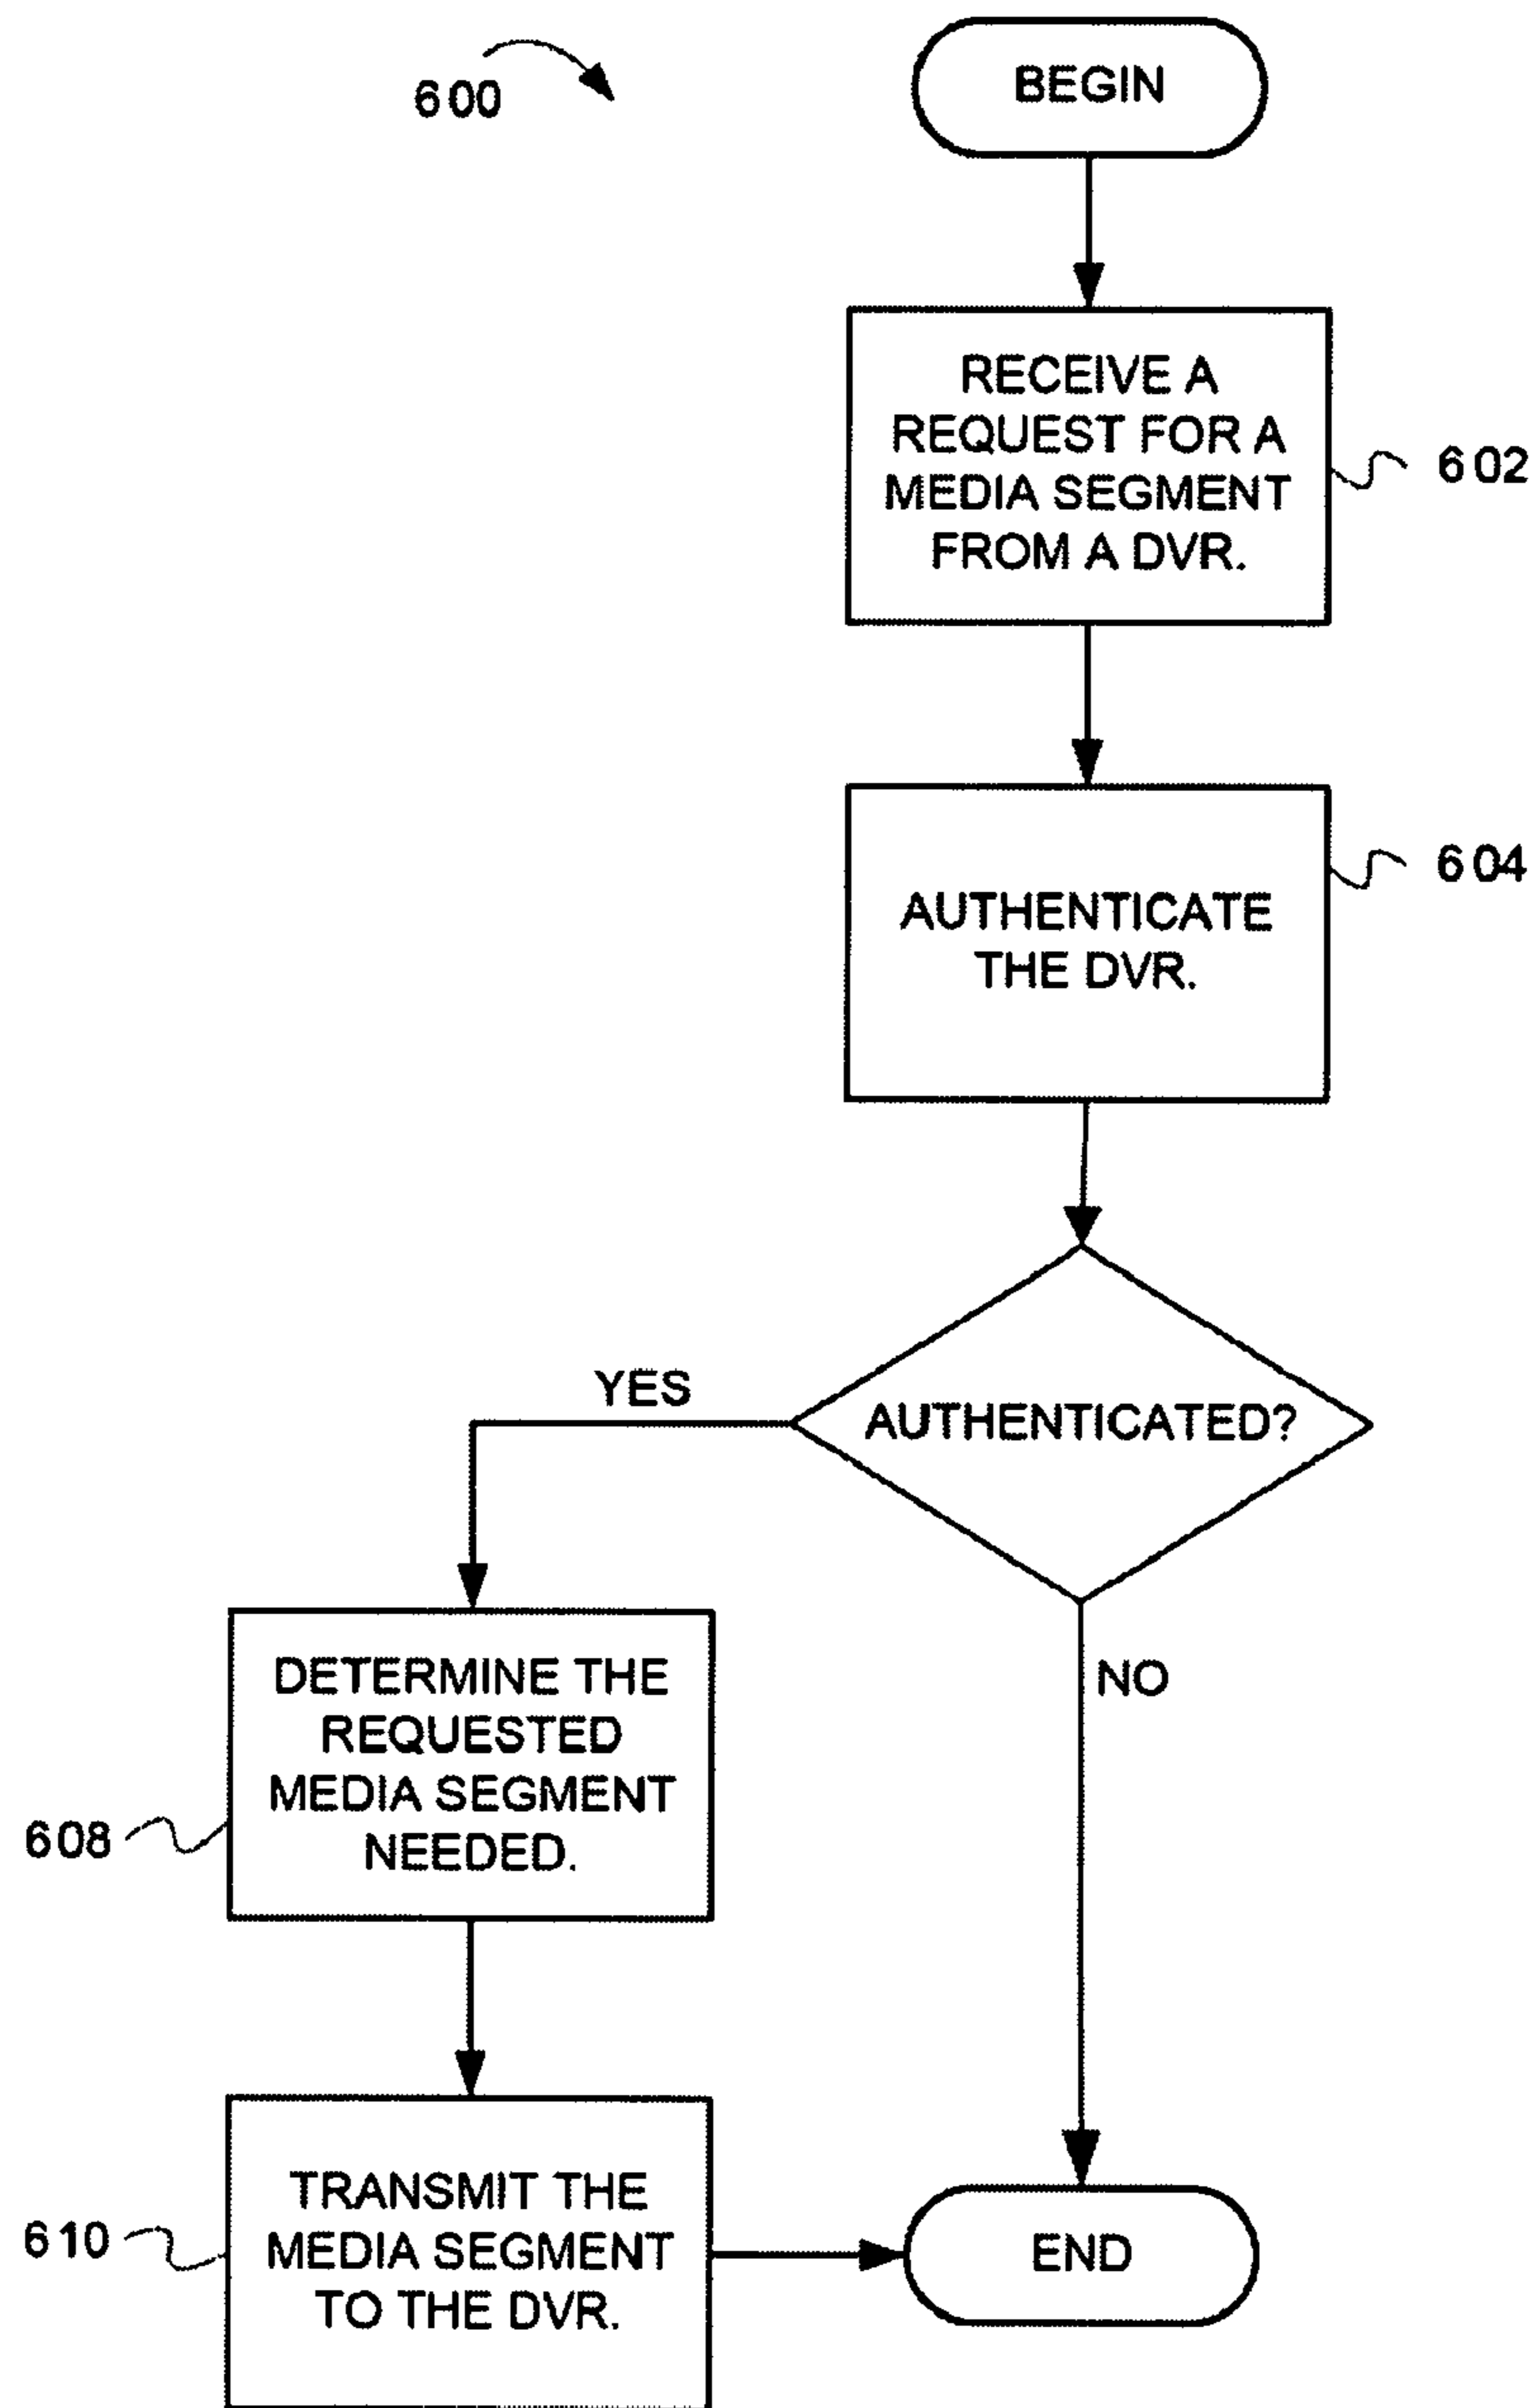 600
BEGIN
RECEIVE A
REQUEST FOR A
MEDIA SEGMENT
FROM A DVR.
602
AUTHENTICATE
THE DVR.
604
AUTHENTICATED?
YES
NO
DETERMINE THE
REQUESTED
MEDIA SEGMENT
NEEDED.
608
TRANSMIT THE
MEDIA SEGMENT
TO THE DVR.
610
END